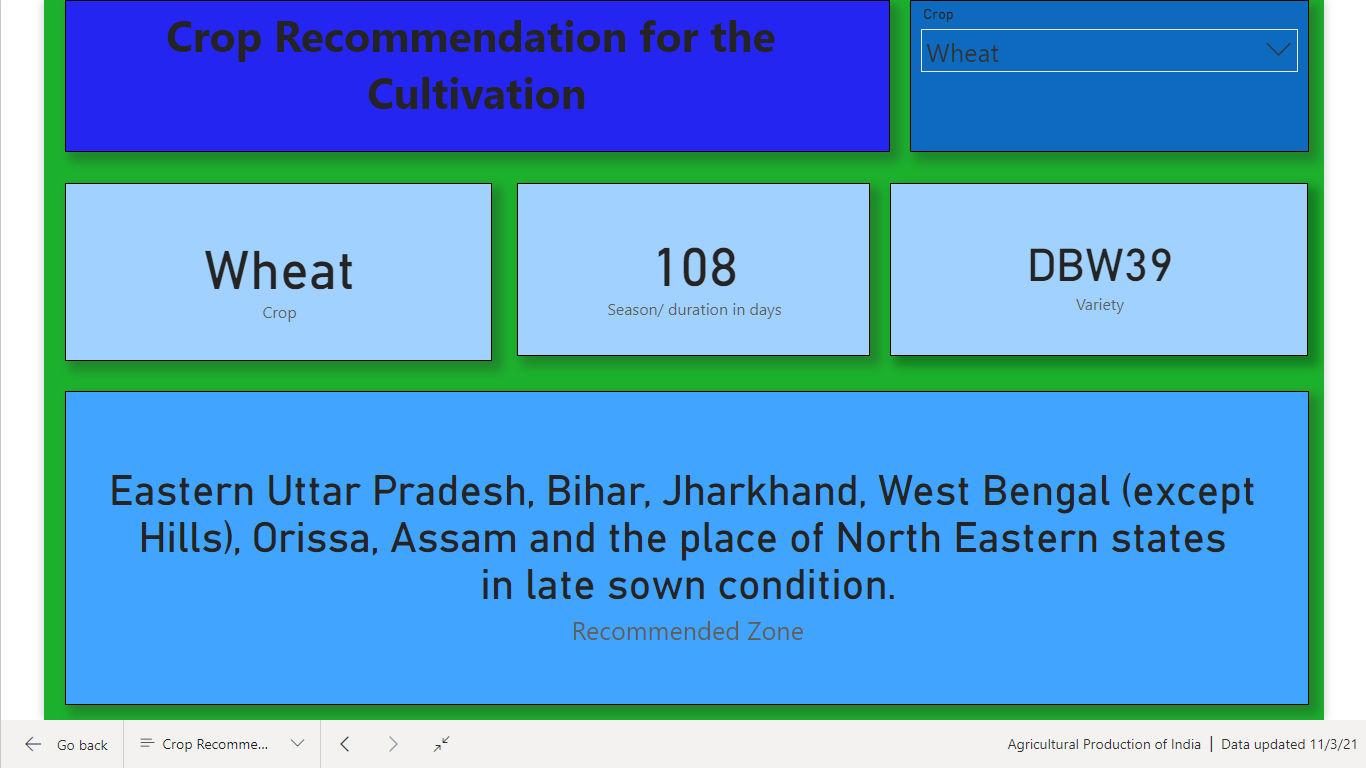 Crop Recommendation for the
Cultivation
Crop
Wheat
Wheat
Crop
108
Season/ duration in days
DBW39
Variety
Eastern Uttar Pradesh, Bihar, Jharkhand, West Bengal (except
Hills), Orissa, Assam and the place of North Eastern states
in late sown condition.
Recommended Zone
Go back
Crop Recomme...
Agricultural Production of India | Data updated 11/3/21